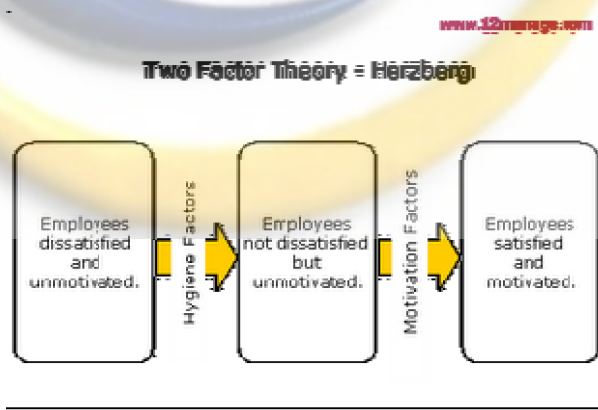 www.12manage.com
Two Factor Theory - Herzberg
Employees
dissatisfied
and
unmotivated.
Hygiene Factors
Employees
not dissatisfied
but
unmotivated.
Motivation Factors
Employees
satisfied
and
motivated.